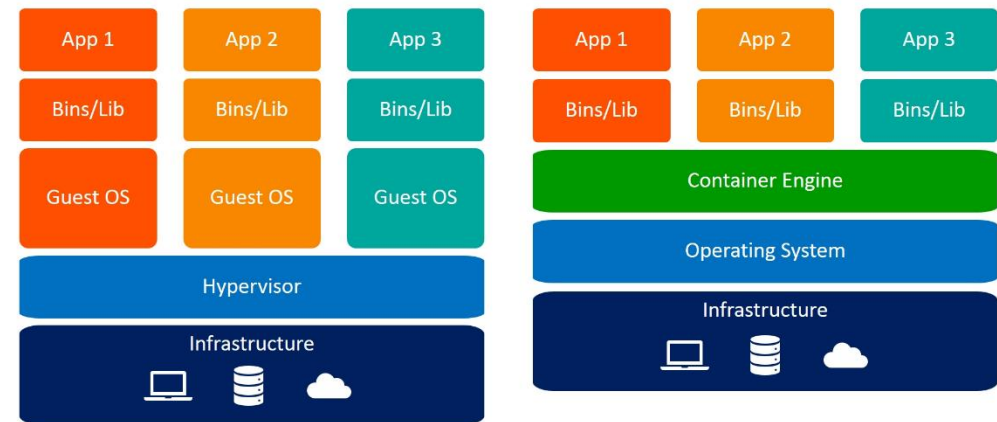 App 1
App 2
App 3
Bins/Lib
Bins/Lib
Bins/Lib
Guest OS
Guest OS
Guest OS
Hypervisor
Infrastructure
App 1
App 2
App 3
Bins/Lib
Bins/Lib
Bins/Lib
Container Engine
Operating System
Infrastructure